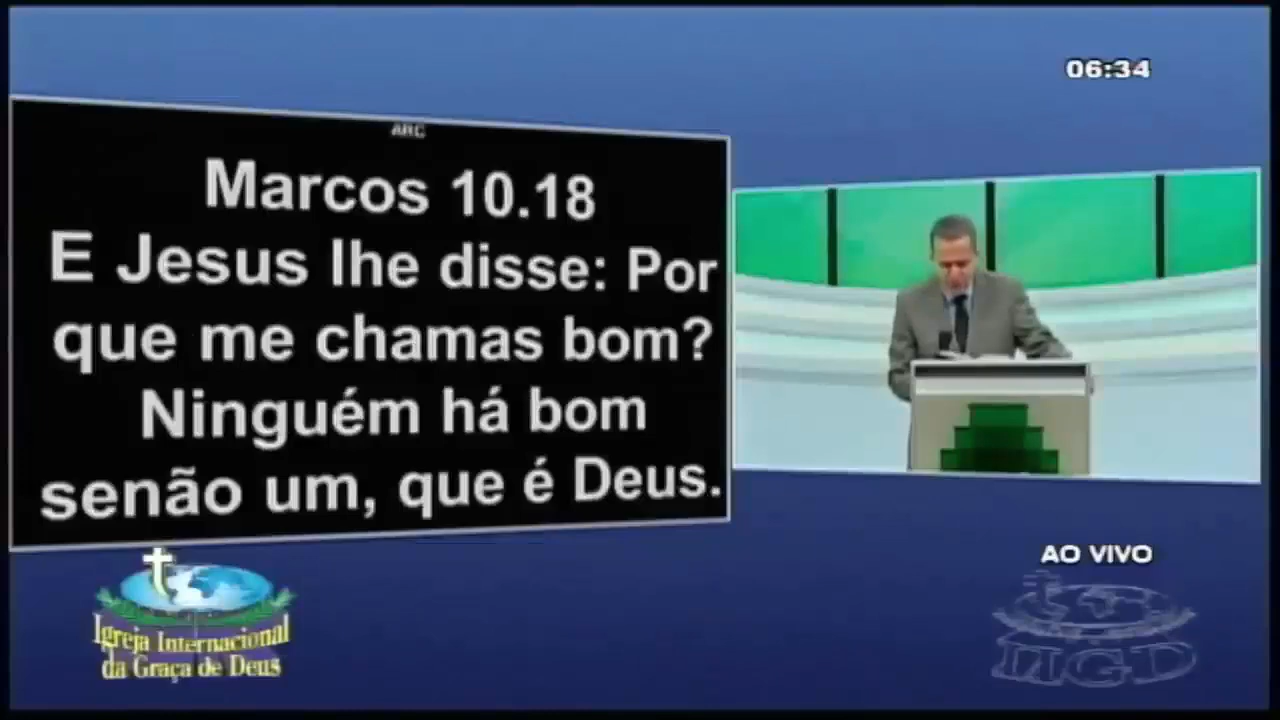 06:34
ARC
Marcos 10.18
E Jesus lhe disse: Por
que me chamas bom?
Ninguém há bom
senão um, que é Deus.
AO VIVO
Igreja Internacional
da Graça de Deus
IIGD